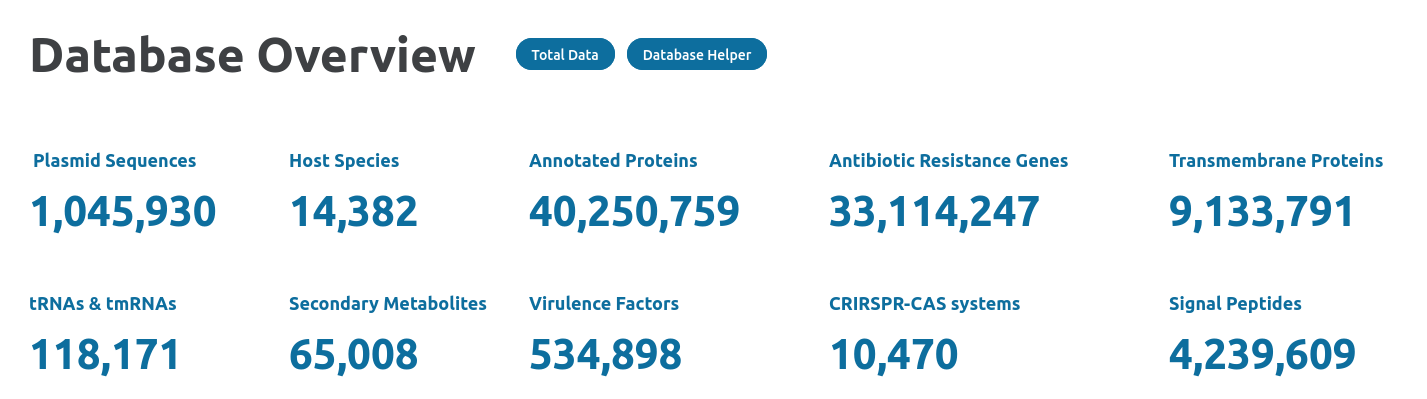 Database Overview Total Data Database Helper
Plasmid Sequences Host Species Annotated Proteins Antibiotic Resistance Genes Transmembrane Proteins
1,045,930 14,382 40,250,759 33,114,247 9,133,791
tRNAs & tmRNAs Secondary Metabolites Virulence Factors CRIRSPR-CAS systems Signal Peptides
118,171 65,008 534,898 10,470 4,239,609